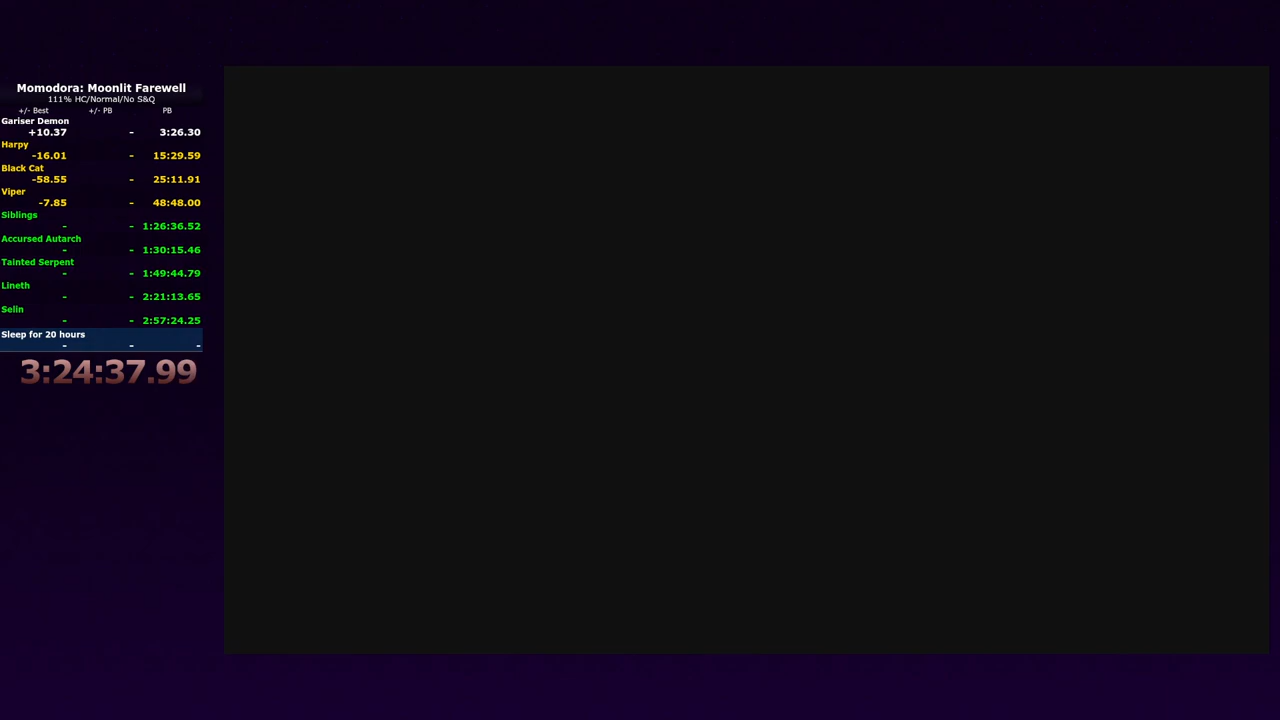 Momodora: Moonlit Farewell
111% HC/Normal/No S&Q
+/- Best +/- PB PB
Gariser Demon
+10.37 - 3:26.30
Harpy
-16.01 - 15:29.59
Black Cat
-58.55 - 25:11.91
Viper
-7.85 - 48:48.00
Siblings
- - 1:26:36.52
Accursed Autarch
- - 1:30:15.46
Tainted Serpent
- - 1:49:44.79
Lineth
- - 2:21:13.65
Selin
- - 2:57:24.25
Sleep for 20 hours
- - -
3:24:37.99